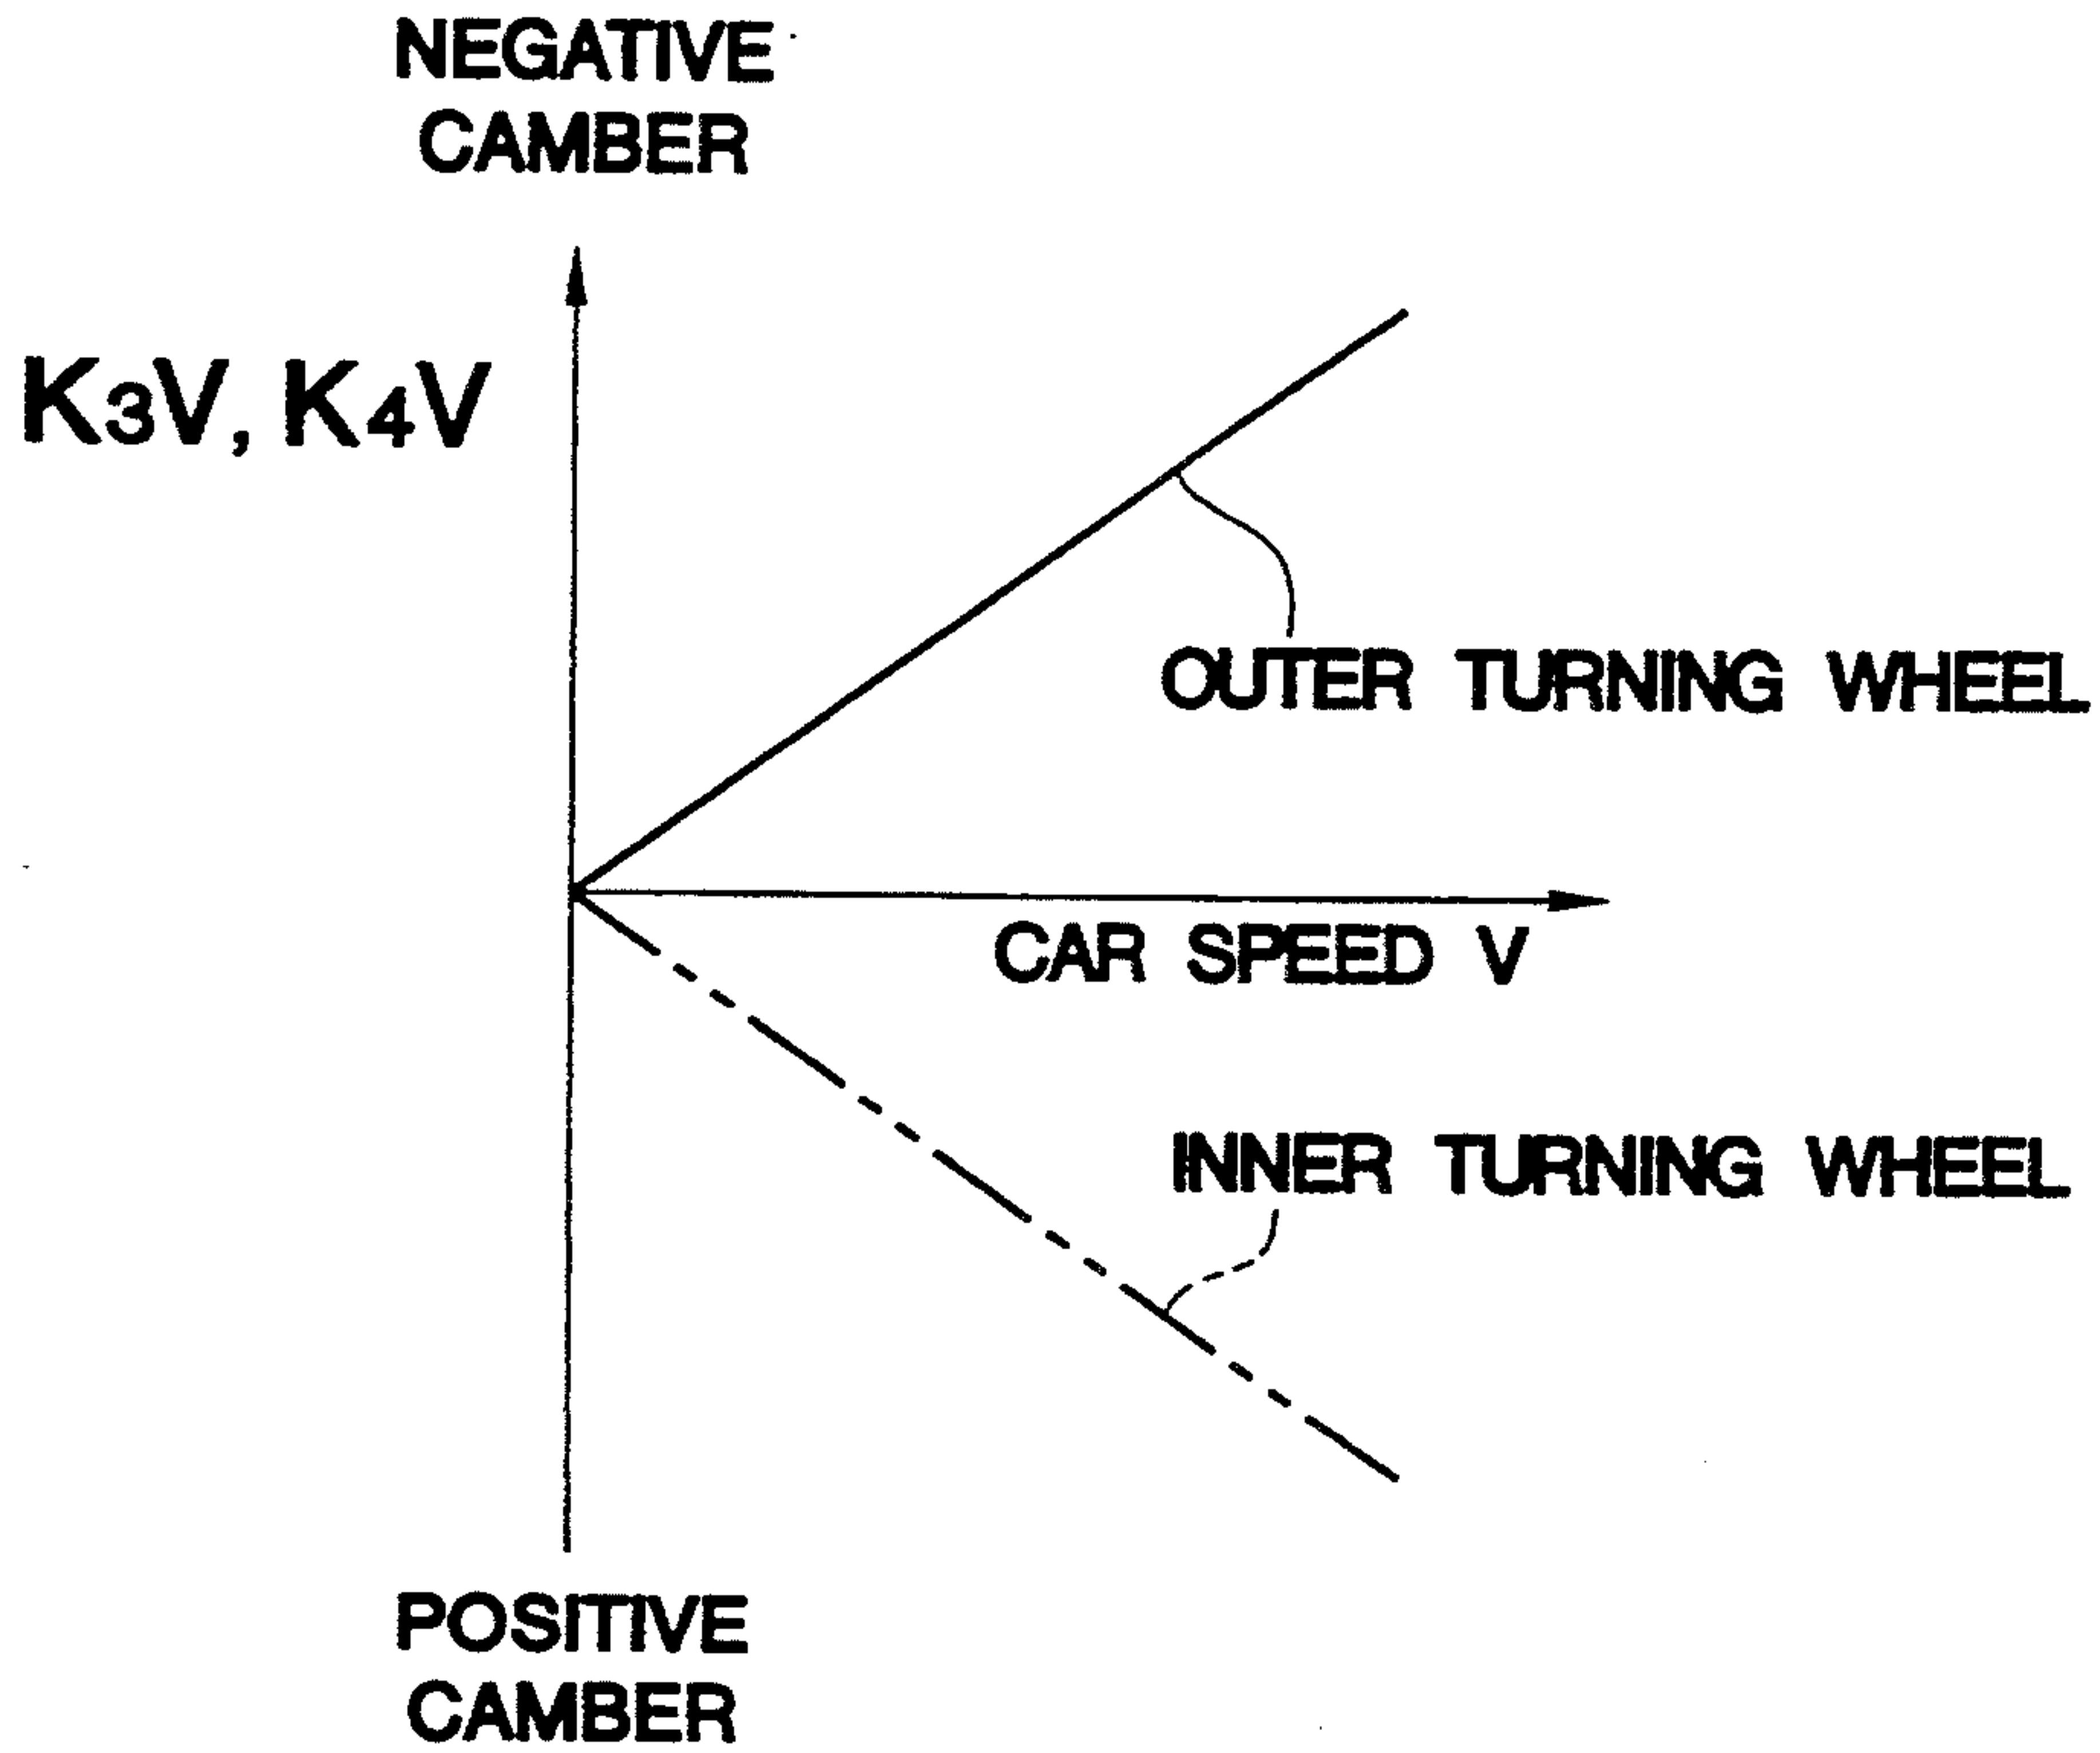 NEGATIVE
CAMBER
K3V, K4V
OUTER TURNING WHEEL
CAR SPEED V
INNER TURNING WHEEL
POSITIVE
CAMBER